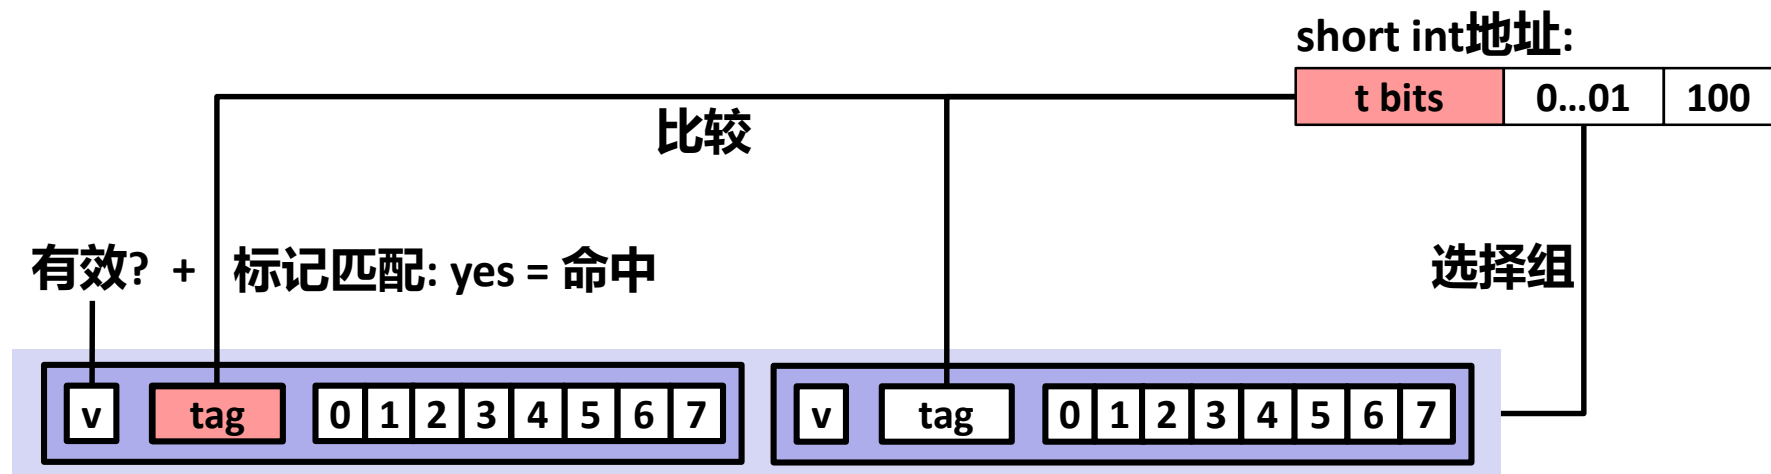 short int地址:
t bits 0...01 100
比较
有效? + 标记匹配: yes = 命中
选择组
v tag 0 1 2 3 4 5 6 7 v tag 0 1 2 3 4 5 6 7